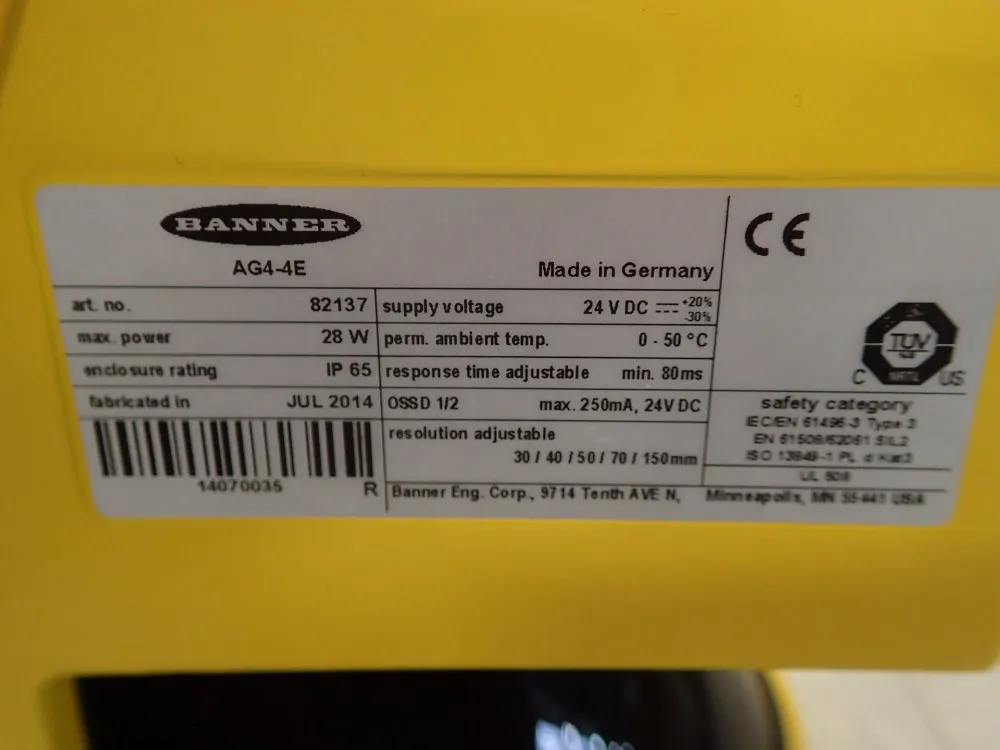 BANNER
AG4-4E
Made in Germany
art. no. 82137
max. power 28 W
enclosure rating IP 65
fabricated in JUL 2014
14070035 R
supply voltage 24 V DC +20% -30%
perm. ambient temp. 0 - 50 °C
response time adjustable min. 80ms
OSSD 1/2 max. 250mA, 24V DC
resolution adjustable
30 / 40 / 50 / 70 / 150mm
Banner Eng. Corp., 9714 Tenth AVE N, Minneapolis, MN 55441 USA
CE
TÜV
C US
safety category
IEC/EN 61496-3 Type 3
EN 61508/62061 SIL2
ISO 13849-1 PL d Kat3
UL 508